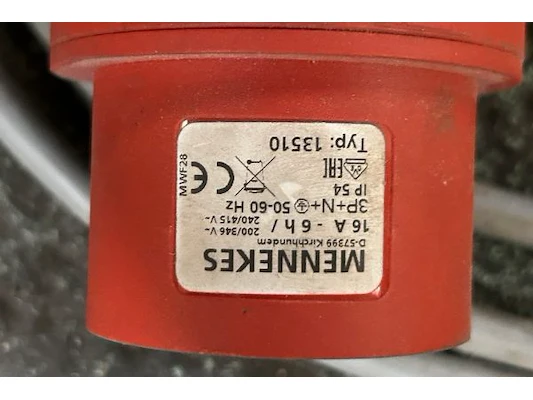 MENNEKES
D-57399 Kirchhundem
16 A - 6 h / 200/346 V~ 240/415 V~
3P+N+ 50-60 Hz
IP 54
EAC CE
Typ: 13510
MWF28